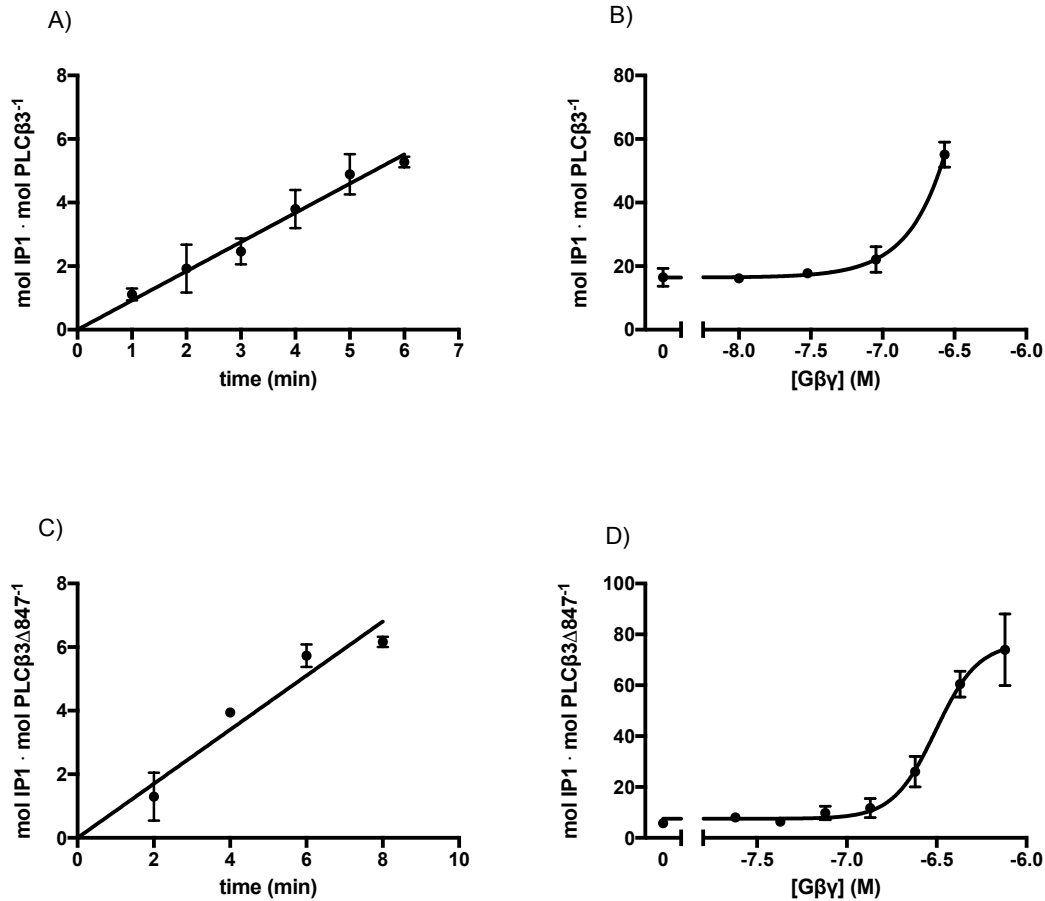 A)
mol IP1 · mol PLCβ3⁻¹
8
6
4
2
0
0 1 2 3 4 5 6 7
time (min)
B)
mol IP1 · mol PLCβ3⁻¹
80
60
40
20
0
0 -8.0 -7.5 -7.0 -6.5 -6.0
[Gβγ] (M)
C)
mol IP1 · mol PLCβ3Δ847⁻¹
8
6
4
2
0
0 2 4 6 8 10
time (min)
D)
mol IP1 · mol PLCβ3Δ847⁻¹
100
80
60
40
20
0
0 -7.5 -7.0 -6.5 -6.0
[Gβγ] (M)